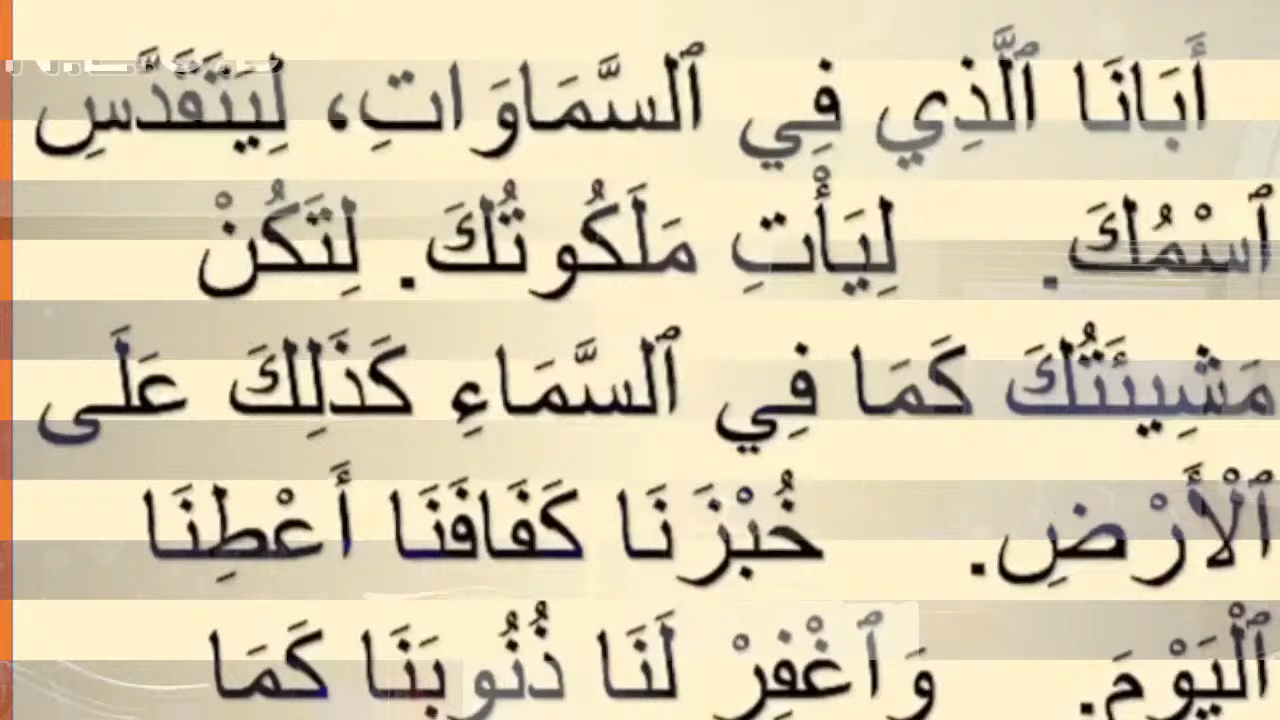 أَبَانَا ٱلَّذِي فِي ٱلسَّمَاوَاتِ، لِيَتَقَدَّسِ
ٱسْمُكَ. لِيَأْتِ مَلَكُوتُكَ. لِتَكُنْ
مَشِيئَتُكَ كَمَا فِي ٱلسَّمَاءِ كَذَلِكَ عَلَى
ٱلْأَرْضِ. خُبْزَنَا كَفَافَنَا أَعْطِنَا
ٱلْيَوْمَ. وَٱغْفِرْ لَنَا ذُنُوبَنَا كَمَا